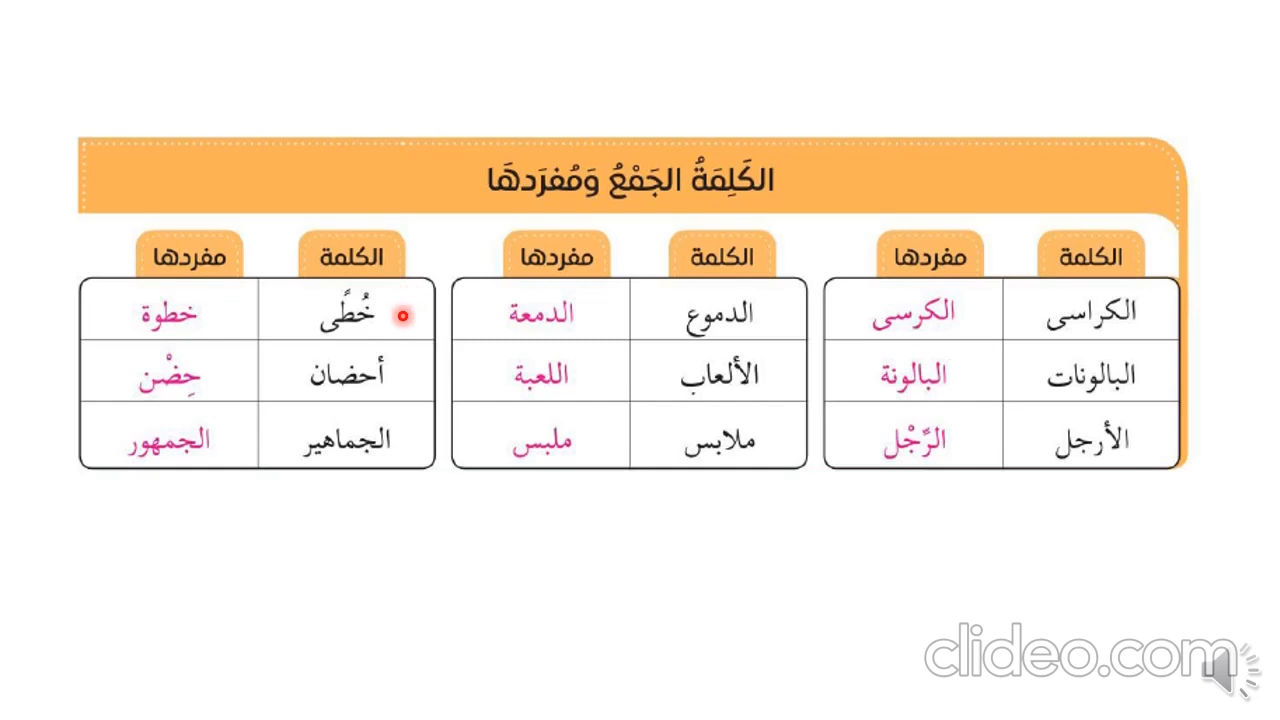 الكَلِمَةُ الجَمْعُ وَمُفرَدهَا
الكلمة مفردها الكلمة مفردها الكلمة مفردها
الكراسى الكرسى الدموع الدمعة خُطًى خطوة
البالونات البالونة الألعاب اللعبة أحضان حِضْن
الأرجل الرِّجْل ملابس ملبس الجماهير الجمهور
clideo.com